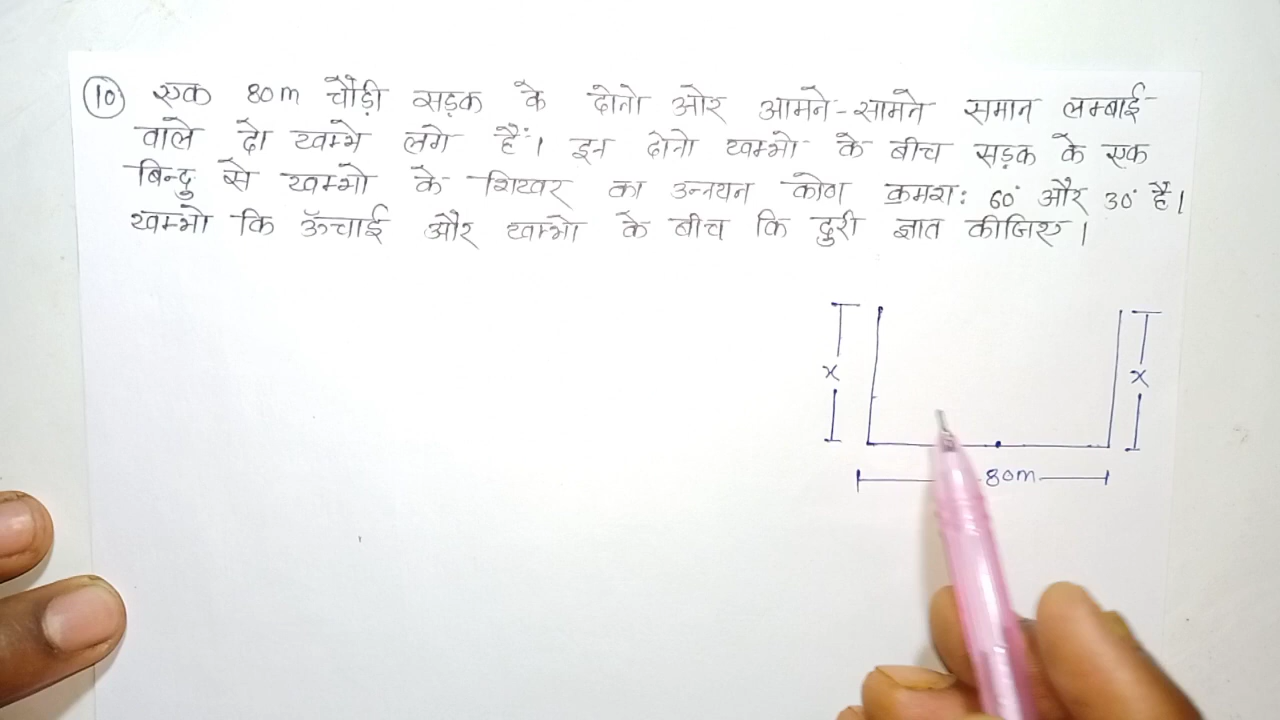 10 एक 80m चौड़ी सड़क के दोनो ओर आमने-सामने समान लम्बाई-
वाले दो खम्भे लगे हैं। इन दोनो खम्भो के बीच सड़क के एक
बिन्दु से खम्भो के शिखर का उन्नयन कोण क्रमश: 60° और 30° है।
खम्भो कि ऊँचाई और खम्भो के बीच कि दुरी ज्ञात कीजिए।
x
x
80m